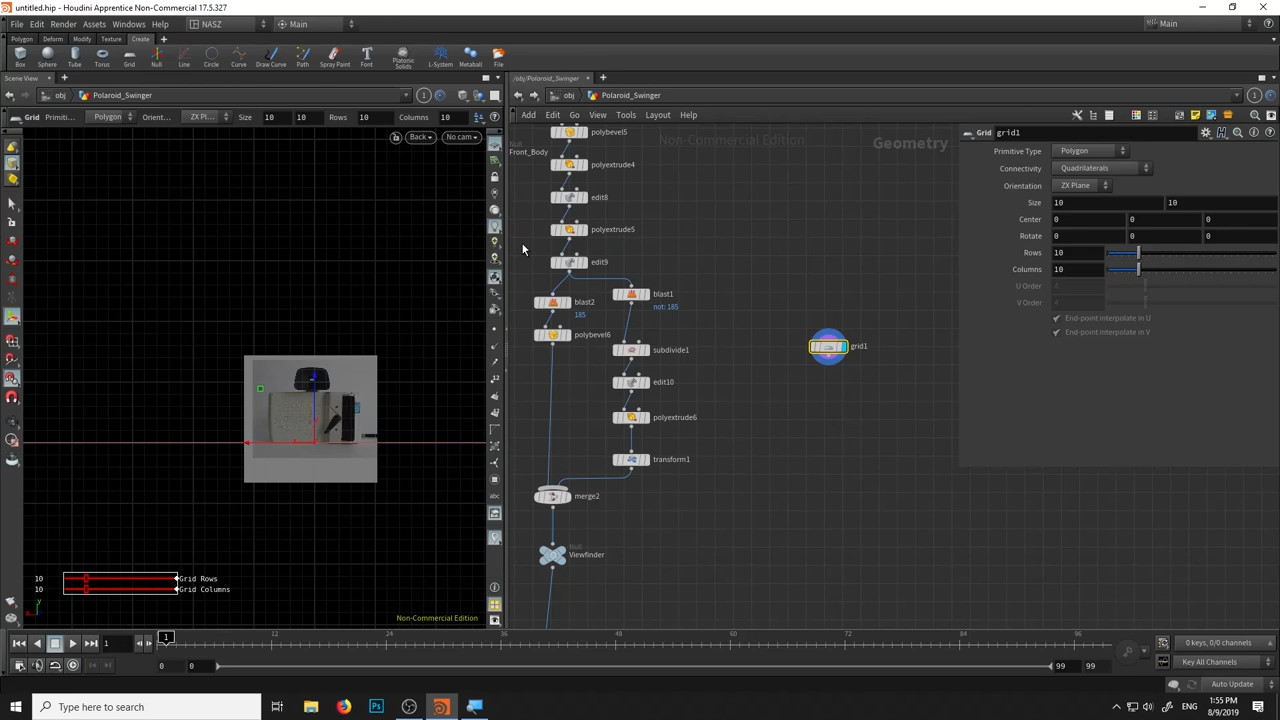 untitled.hip - Houdini Apprentice Non-Commercial 17.5.327
File Edit Render Assets Windows Help NASZ Main Main
Polygon Deform Modify Texture Create
Box Sphere Tube Torus Grid Null Line Circle Curve Draw Curve Path Spray Paint Font Platonic Solids L-System Metaball File
Scene View /obj/Polaroid_Swinger
obj Polaroid_Swinger 1 obj Polaroid_Swinger 1
Grid Primiti... Polygon Orient... ZX Pl... Size 10 10 Rows 10 Columns 10
Add Edit Go View Tools Layout Help
Back No cam
Non-Commercial Edition
Geometry
Grid grid1
Primitive Type Polygon
Connectivity Quadrilaterals
Orientation ZX Plane
Size 10 10
Center 0 0 0
Rotate 0 0 0
Rows 10
Columns 10
U Order 4
V Order 4
End-point interpolate in U
End-point interpolate in V
polybevel5
Null
Front_Body
polyextrude4
edit8
polyextrude5
edit9
blast2
185
polybevel6
blast1
not: 185
subdivide1
edit10
polyextrude6
transform1
merge2
Null
Viewfinder
grid1
abc
10 Grid Rows
10 Grid Columns
Non-Commercial Edition
1 1 12 24 36 48 60 72 84 96
0 keys, 0/0 channels
0 0 99 99
Key All Channels
Auto Update
Type here to search
Ps
1:55 PM
8/9/2019